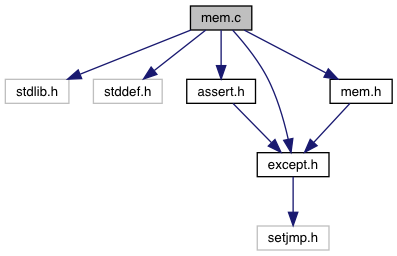 mem.c
stdlib.h
stddef.h
assert.h
mem.h
except.h
setjmp.h